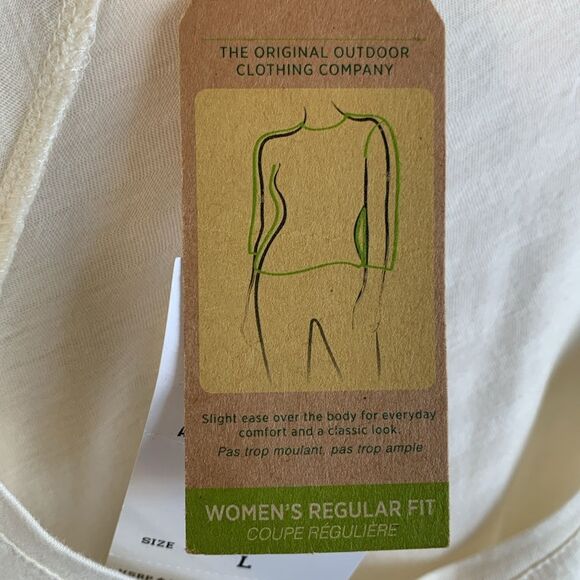 THE ORIGINAL OUTDOOR
CLOTHING COMPANY
Slight ease over the body for everyday
comfort and a classic look.
Pas trop moulant, pas trop ample
WOMEN'S REGULAR FIT
COUPE RÉGULIÈRE
SIZE L